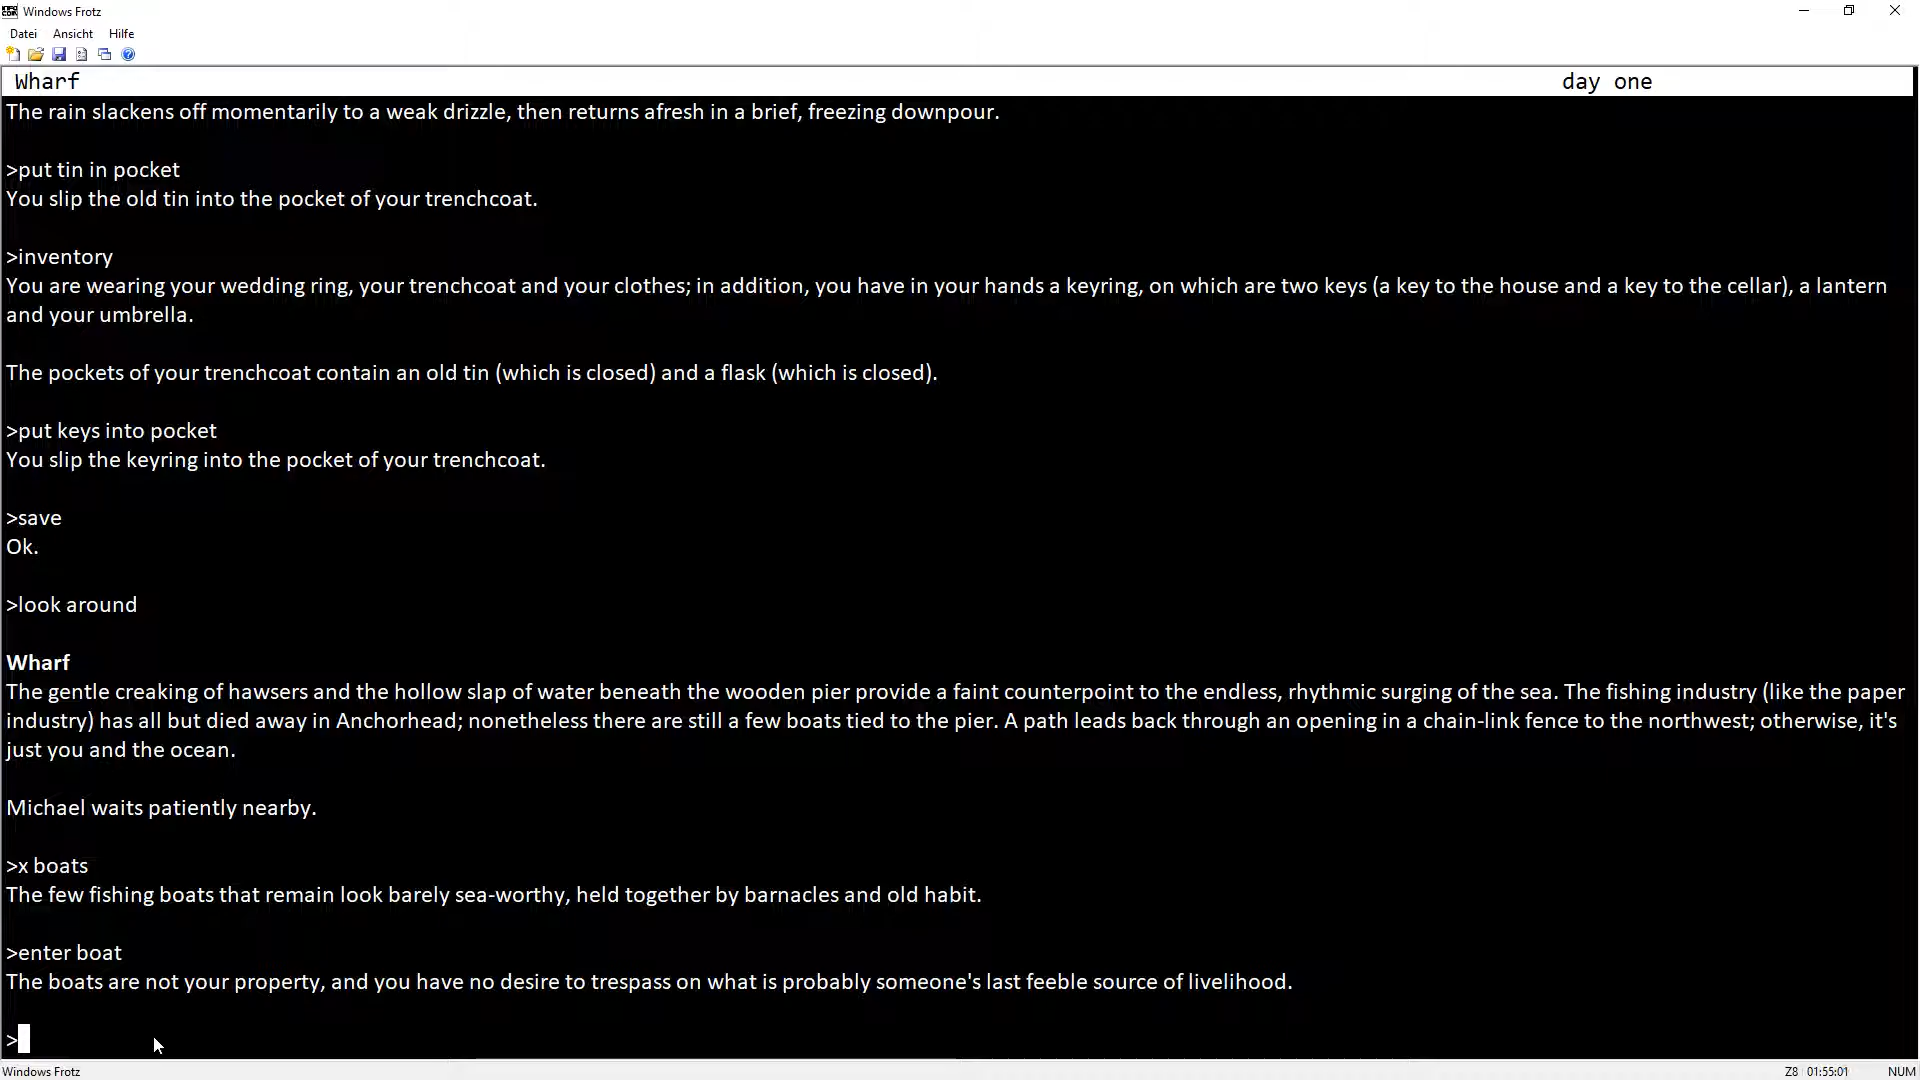 Windows Frotz
Datei Ansicht Hilfe
Wharf day one
The rain slackens off momentarily to a weak drizzle, then returns afresh in a brief, freezing downpour.
>put tin in pocket
You slip the old tin into the pocket of your trenchcoat.
>inventory
You are wearing your wedding ring, your trenchcoat and your clothes; in addition, you have in your hands a keyring, on which are two keys (a key to the house and a key to the cellar), a lantern
and your umbrella.
The pockets of your trenchcoat contain an old tin (which is closed) and a flask (which is closed).
>put keys into pocket
You slip the keyring into the pocket of your trenchcoat.
>save
Ok.
>look around
Wharf
The gentle creaking of hawsers and the hollow slap of water beneath the wooden pier provide a faint counterpoint to the endless, rhythmic surging of the sea. The fishing industry (like the paper
industry) has all but died away in Anchorhead; nonetheless there are still a few boats tied to the pier. A path leads back through an opening in a chain-link fence to the northwest; otherwise, it's
just you and the ocean.
Michael waits patiently nearby.
>x boats
The few fishing boats that remain look barely sea-worthy, held together by barnacles and old habit.
>enter boat
The boats are not your property, and you have no desire to trespass on what is probably someone's last feeble source of livelihood.
>
Windows Frotz Z8 01:55:01 NUM